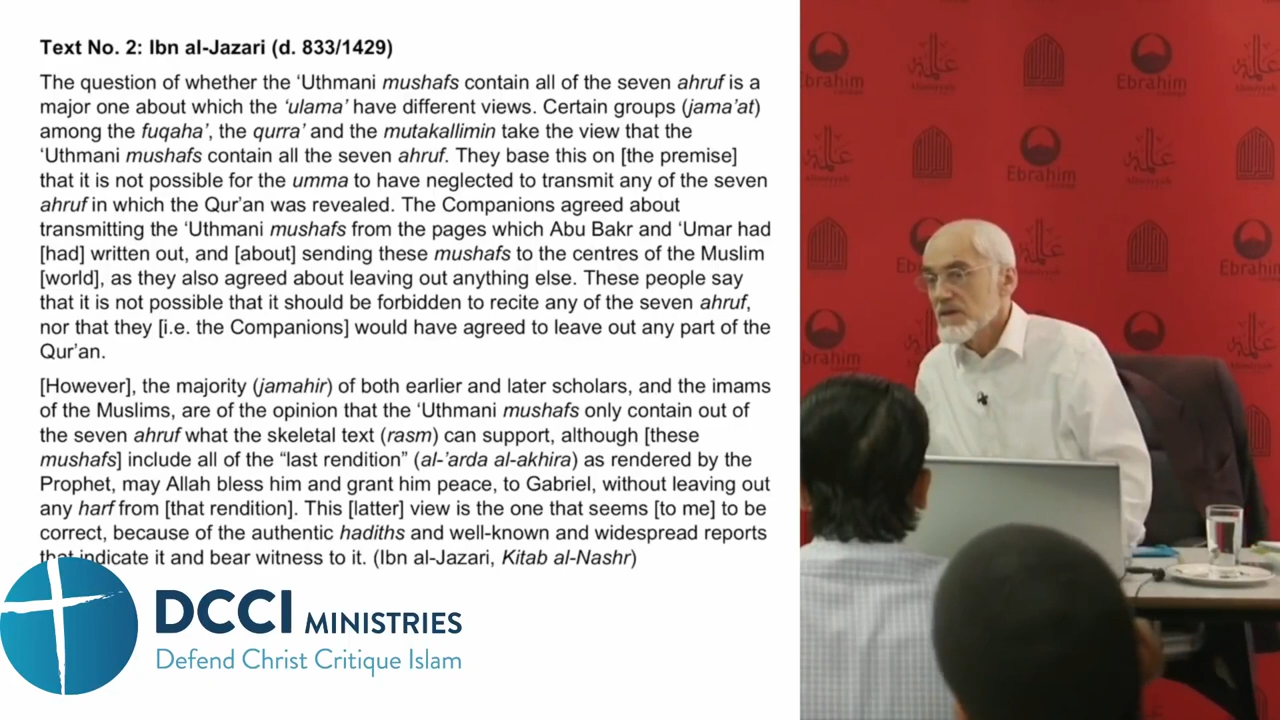 Text No. 2: Ibn al-Jazari (d. 833/1429)
The question of whether the ‘Uthmani mushafs contain all of the seven ahruf is a
major one about which the ‘ulama’ have different views. Certain groups (jama’at)
among the fuqaha’, the qurra’ and the mutakallimin take the view that the
‘Uthmani mushafs contain all the seven ahruf. They base this on [the premise]
that it is not possible for the umma to have neglected to transmit any of the seven
ahruf in which the Qur’an was revealed. The Companions agreed about
transmitting the ‘Uthmani mushafs from the pages which Abu Bakr and ‘Umar had
[had] written out, and [about] sending these mushafs to the centres of the Muslim
[world], as they also agreed about leaving out anything else. These people say
that it is not possible that it should be forbidden to recite any of the seven ahruf,
nor that they [i.e. the Companions] would have agreed to leave out any part of the
Qur’an.
[However], the majority (jamahir) of both earlier and later scholars, and the imams
of the Muslims, are of the opinion that the ‘Uthmani mushafs only contain out of
the seven ahruf what the skeletal text (rasm) can support, although [these
mushafs] include all of the “last rendition” (al-’arda al-akhira) as rendered by the
Prophet, may Allah bless him and grant him peace, to Gabriel, without leaving out
any harf from [that rendition]. This [latter] view is the one that seems [to me] to be
correct, because of the authentic hadiths and well-known and widespread reports
that indicate it and bear witness to it. (Ibn al-Jazari, Kitab al-Nashr)
DCCI MINISTRIES
Defend Christ Critique Islam
Ebrahim
Ebrahim
Ebrahim
Ebrahim
Ebrahim